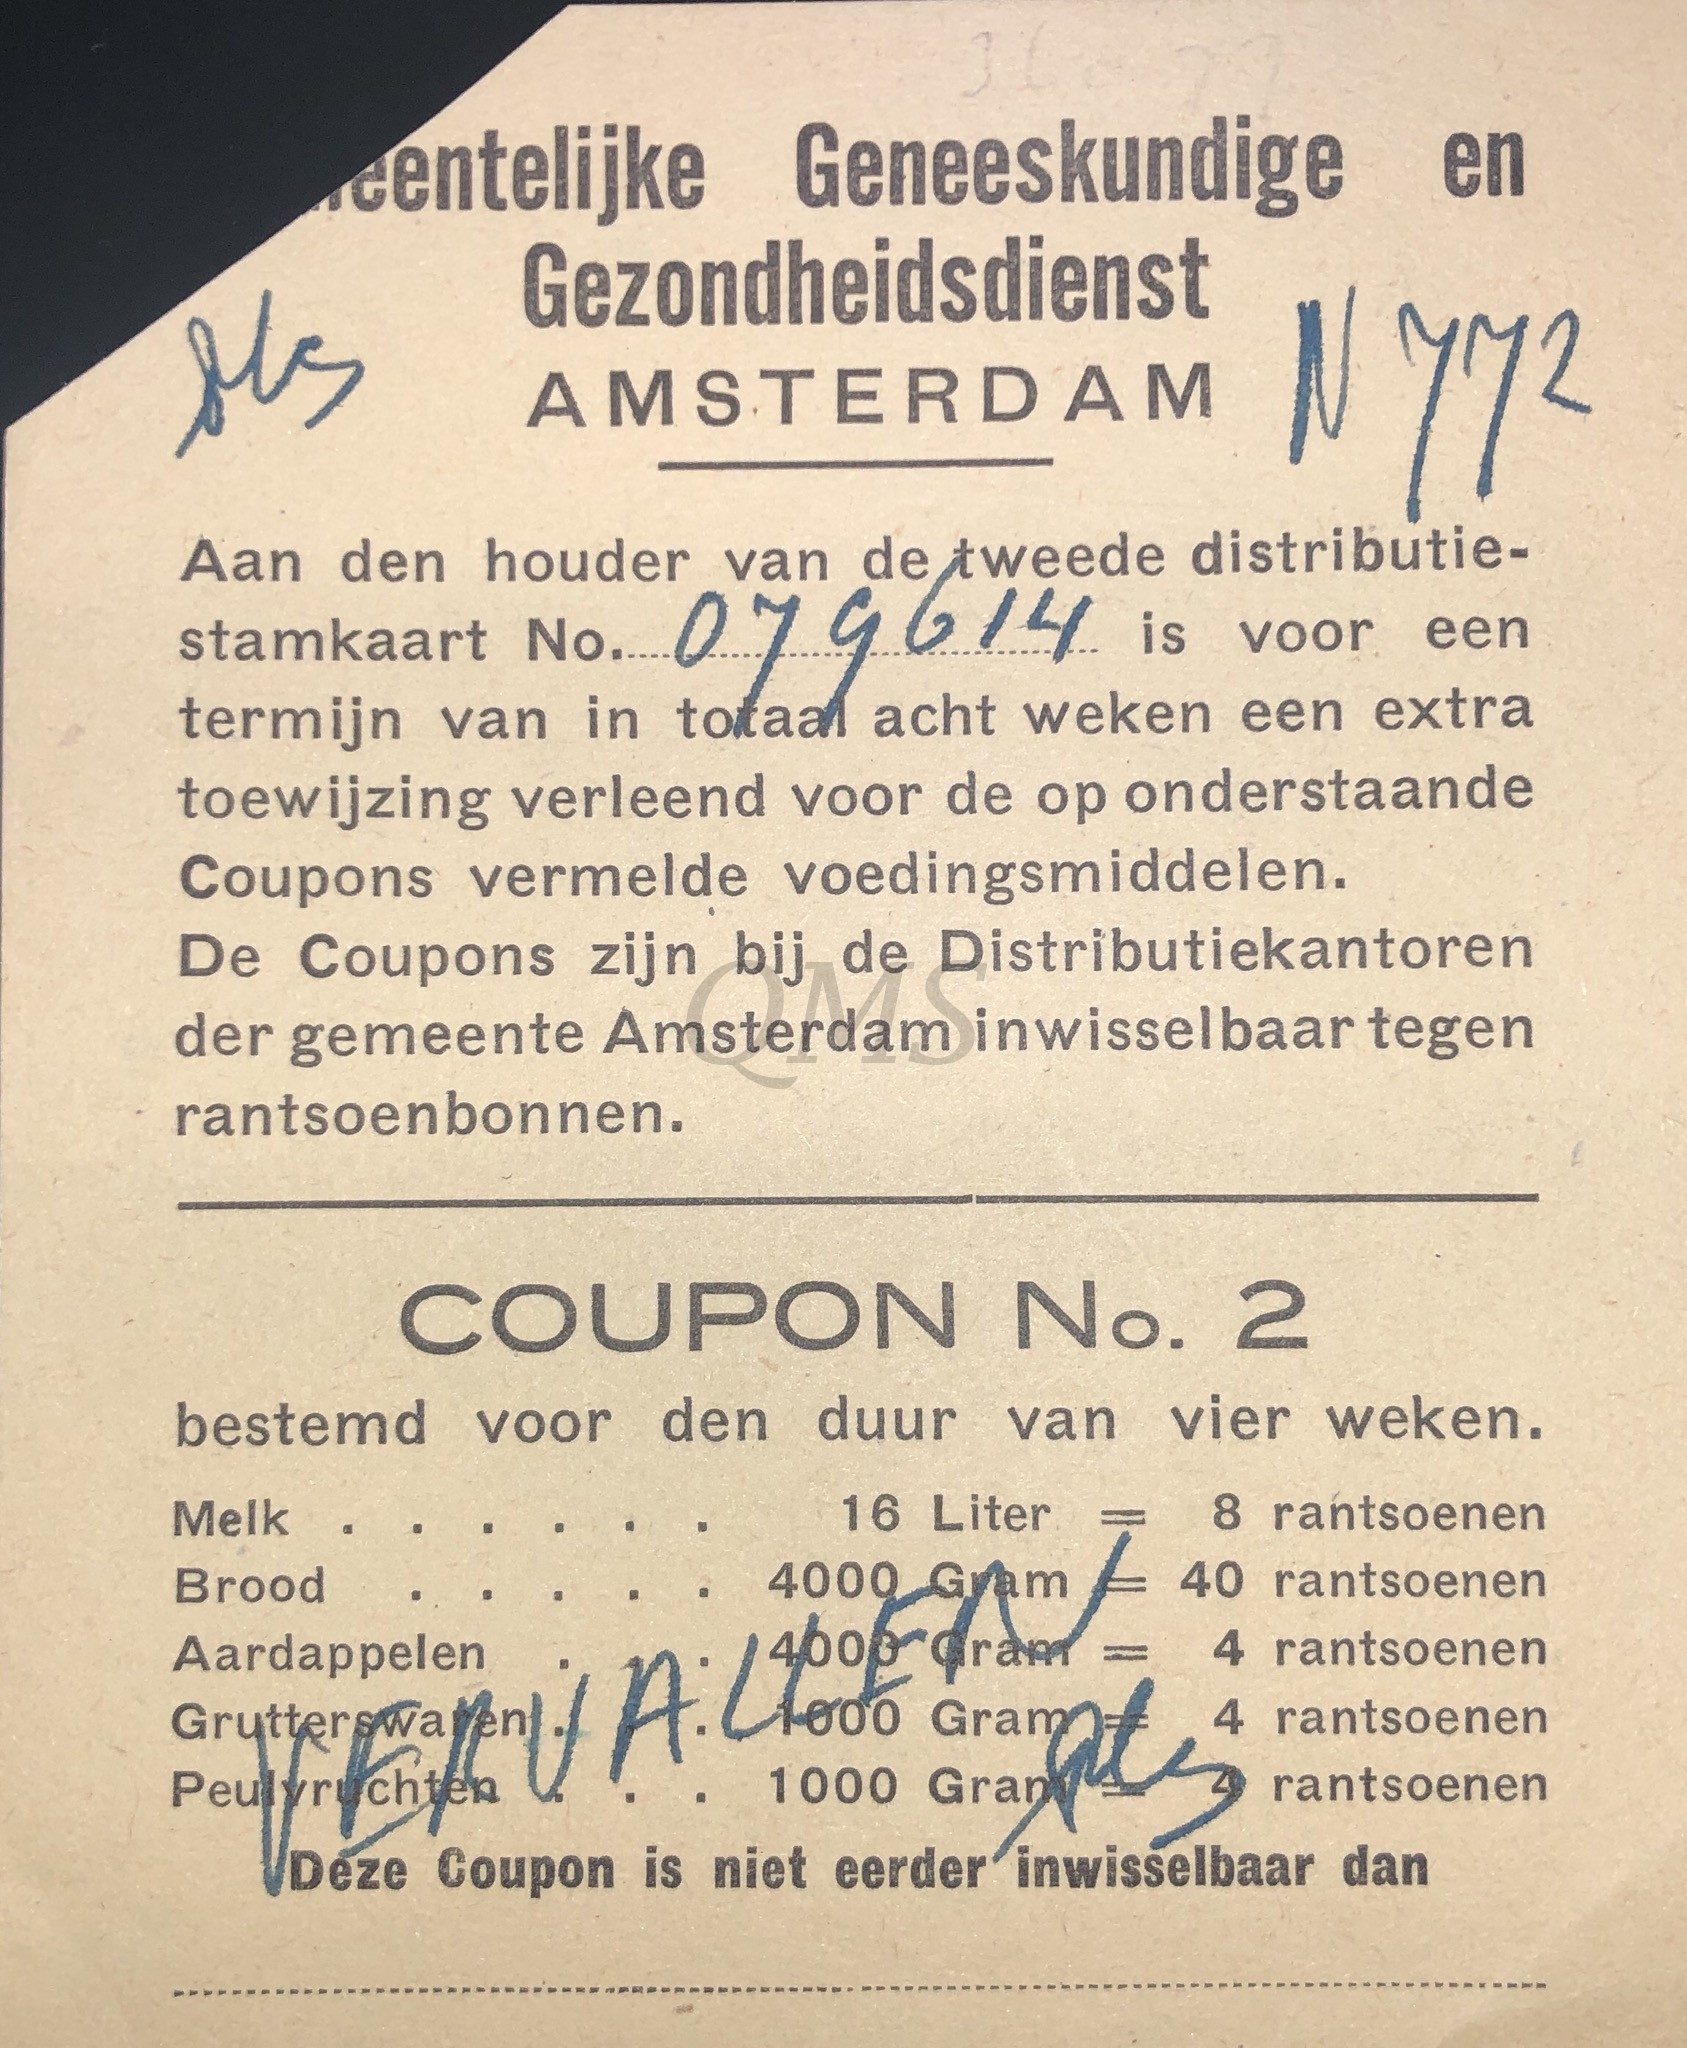 eentelijke Geneeskundige en
Gezondheidsdienst
AMSTERDAM
N 772
Aan den houder van de tweede distributie-
stamkaart No. 079614 is voor een
termijn van in totaal acht weken een extra
toewijzing verleend voor de op onderstaande
Coupons vermelde voedingsmiddelen.
De Coupons zijn bij de Distributiekantoren
der gemeente Amsterdam inwisselbaar tegen
rantsoenbonnen.
QMS
COUPON No. 2
bestemd voor den duur van vier weken.
Melk . . . . . . 16 Liter = 8 rantsoenen
Brood . . . . . 4000 Gram = 40 rantsoenen
Aardappelen . . . 4000 Gram = 4 rantsoenen
Grutterswaren . . . 1000 Gram = 4 rantsoenen
Peulvruchten . . . 1000 Gram = 4 rantsoenen
VERVALLEN
Deze Coupon is niet eerder inwisselbaar dan